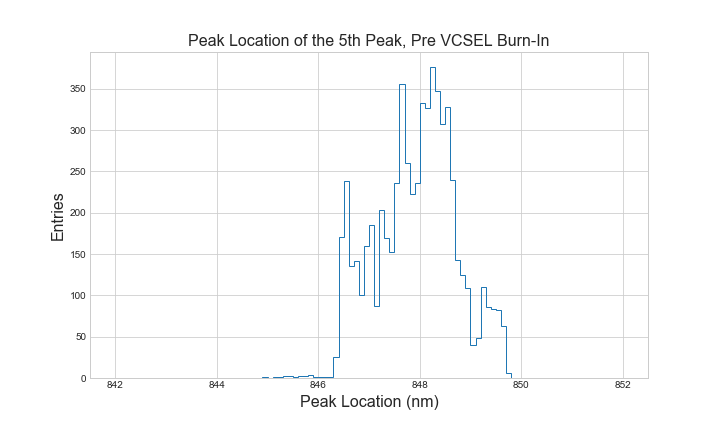 Peak Location of the 5th Peak, Pre VCSEL Burn-In
Entries
350
300
250
200
150
100
50
0
842 844 846 848 850 852
Peak Location (nm)